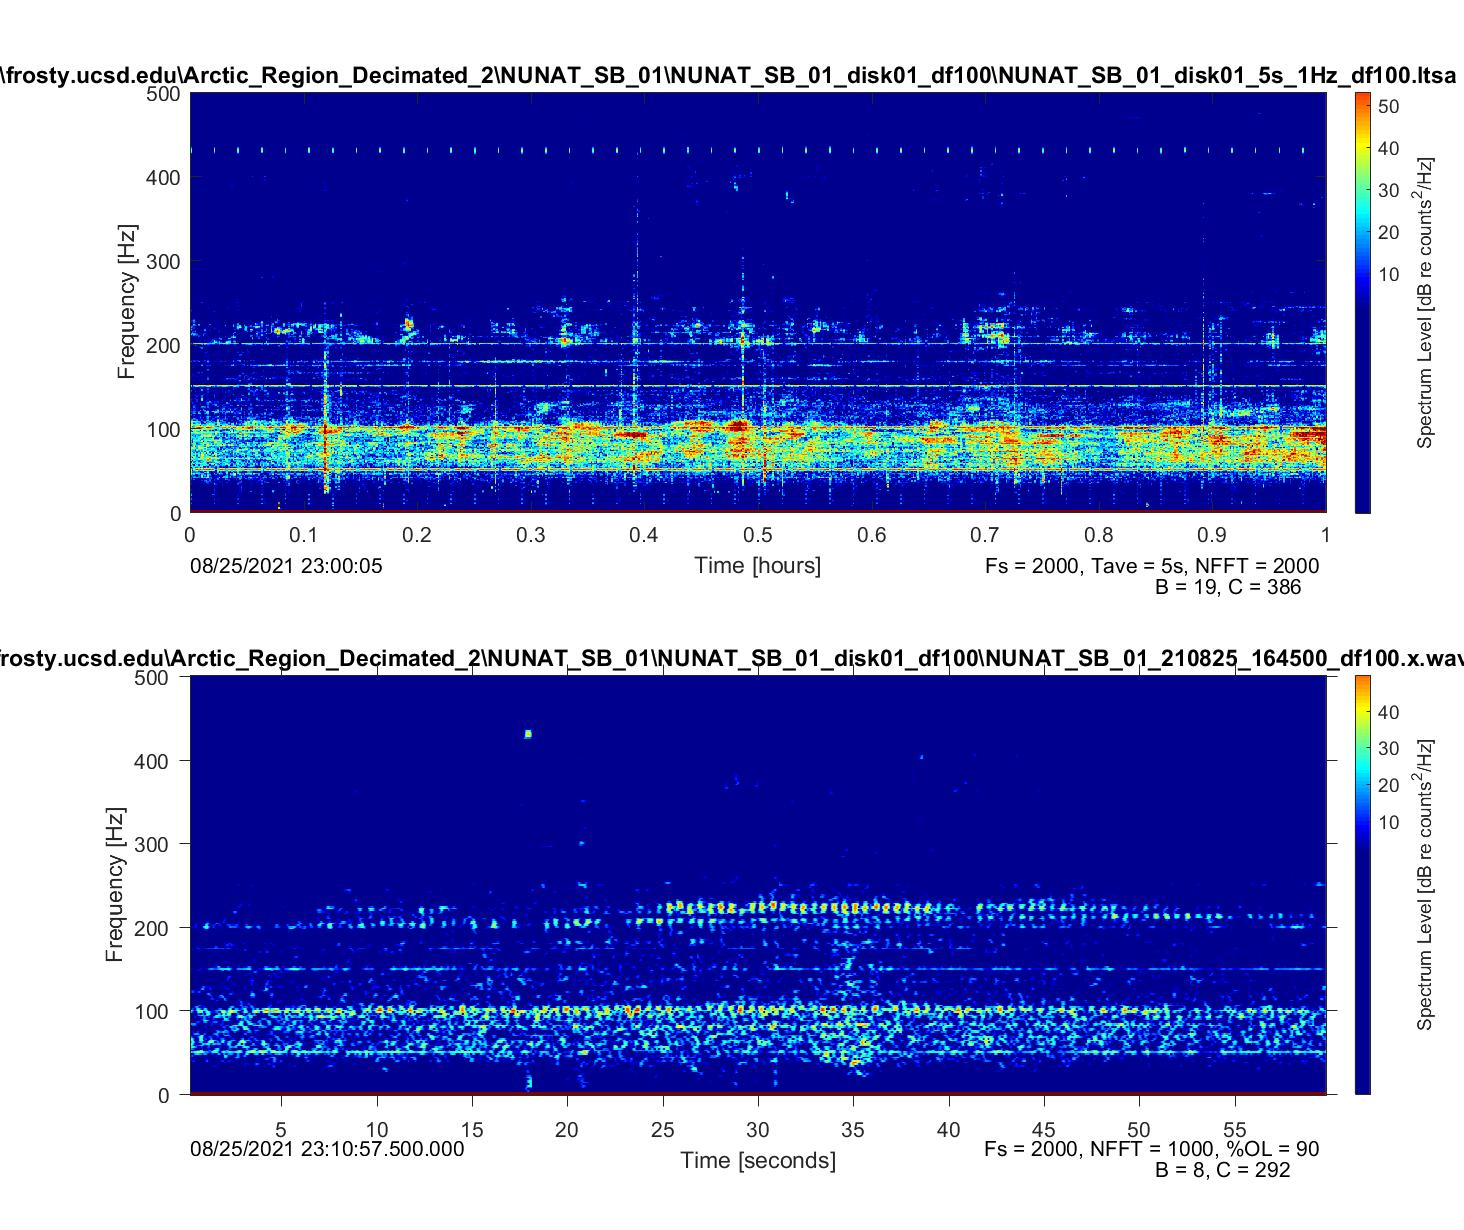 \frosty.ucsd.edu\Arctic_Region_Decimated_2\NUNAT_SB_01\NUNAT_SB_01_disk01_df100\NUNAT_SB_01_disk01_5s_1Hz_df100.ltsa
500
400
300
200
100
0
Frequency [Hz]
0 0.1 0.2 0.3 0.4 0.5 0.6 0.7 0.8 0.9 1
Time [hours]
08/25/2021 23:00:05
Fs = 2000, Tave = 5s, NFFT = 2000
B = 19, C = 386
50
40
30
20
10
Spectrum Level [dB re counts²/Hz]
frosty.ucsd.edu\Arctic_Region_Decimated_2\NUNAT_SB_01\NUNAT_SB_01_disk01_df100\NUNAT_SB_01_210825_164500_df100.x.wav
500
400
300
200
100
0
Frequency [Hz]
5 10 15 20 25 30 35 40 45 50 55
Time [seconds]
08/25/2021 23:10:57.500.000
Fs = 2000, NFFT = 1000, %OL = 90
B = 8, C = 292
40
30
20
10
Spectrum Level [dB re counts²/Hz]